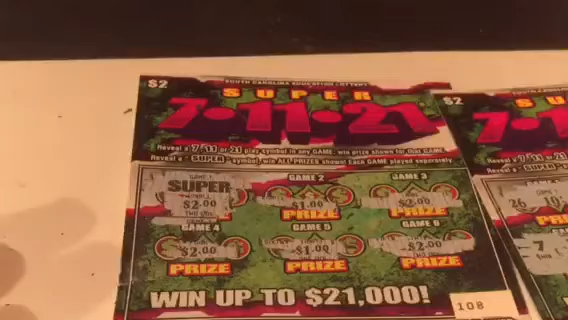 SOUTH CAROLINA EDUCATION LOTTERY
$2
SUPER
7•11•21
Reveal a 7, 11 or 21 play symbol in any GAME, win prize shown for that GAME.
Reveal a "SUPER" symbol, win ALL PRIZES shown! Each GAME played separately.
GAME 1 GAME 2 GAME 3
SUPER
$2.00 $1.00 $2.00
PRIZE PRIZE
GAME 4 GAME 5 GAME 6
$2.00 $1.00 $2.00
PRIZE PRIZE PRIZE
WIN UP TO $21,000!
108
$2
SU
7•11
GAME 1
26 10
7